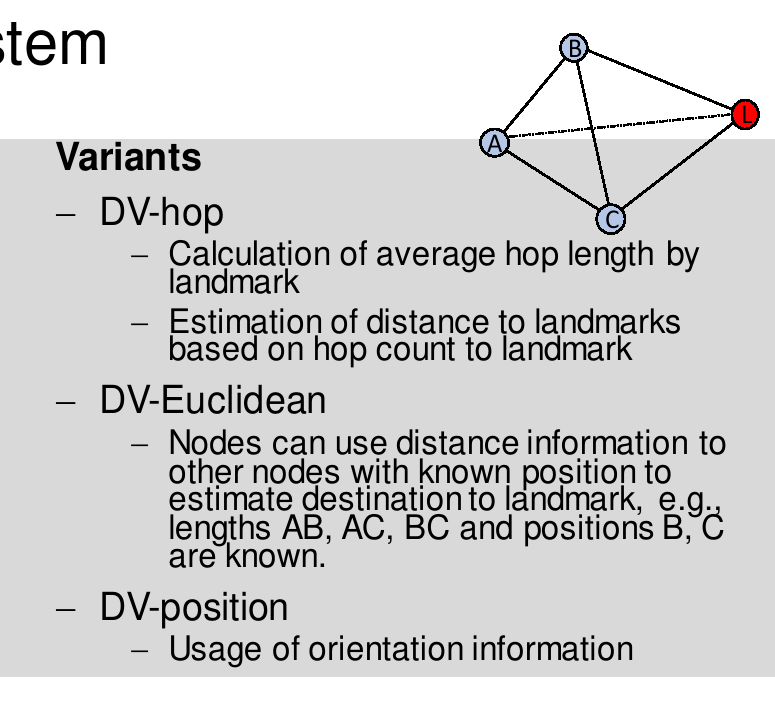 stem
B
L
A
C
Variants
– DV-hop
– Calculation of average hop length by
landmark
– Estimation of distance to landmarks
based on hop count to landmark
– DV-Euclidean
– Nodes can use distance information to
other nodes with known position to
estimate destination to landmark, e.g.,
lengths AB, AC, BC and positions B, C
are known.
– DV-position
– Usage of orientation information